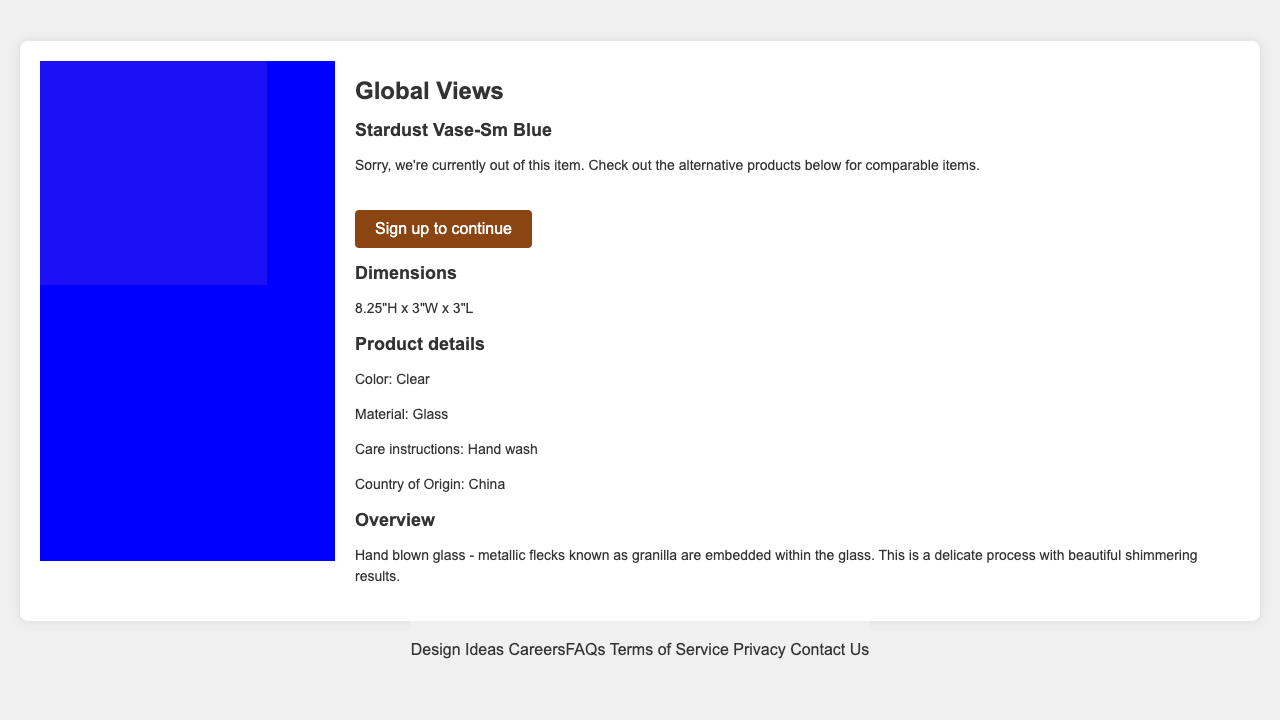 Global Views
Stardust Vase-Sm Blue
Sorry, we're currently out of this item. Check out the alternative products below for comparable items.
Sign up to continue
Dimensions
8.25"H x 3"W x 3"L
Product details
Color: Clear
Material: Glass
Care instructions: Hand wash
Country of Origin: China
Overview
Hand blown glass - metallic flecks known as granilla are embedded within the glass. This is a delicate process with beautiful shimmering
results.
Design Ideas CareersFAQs Terms of Service Privacy Contact Us